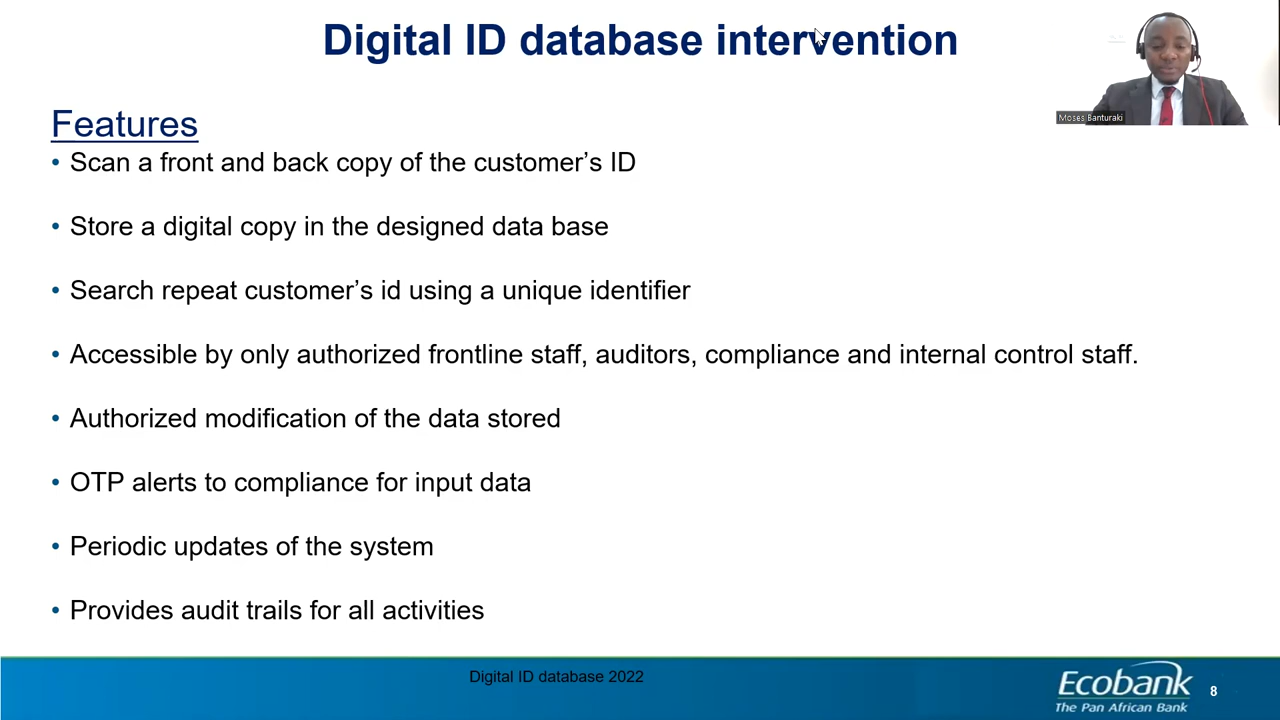 Digital ID database intervention
Moses Banturaki
Features
• Scan a front and back copy of the customer’s ID
• Store a digital copy in the designed data base
• Search repeat customer’s id using a unique identifier
• Accessible by only authorized frontline staff, auditors, compliance and internal control staff.
• Authorized modification of the data stored
• OTP alerts to compliance for input data
• Periodic updates of the system
• Provides audit trails for all activities
Digital ID database 2022
Ecobank
The Pan African Bank
8